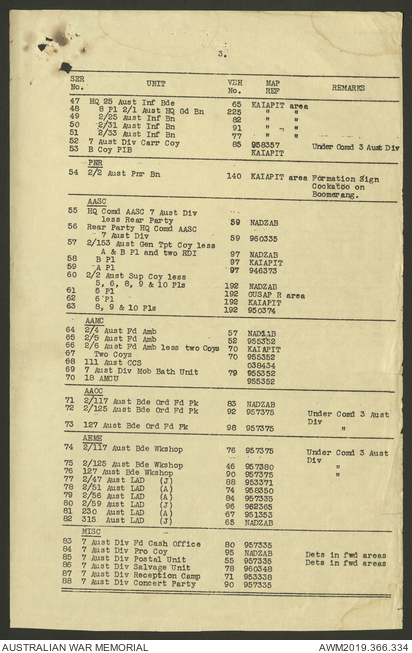 3.
SER No. UNIT VEH No. MAP REF REMARKS
47 HQ 25 Aust Inf Bde 65 KAIAPIT area
48 8 Pl 2/1 Aust HQ Gd Bn 225 " "
49 2/25 Aust Inf Bn 82 " "
50 2/31 Aust Inf Bn 91 " "
51 2/33 Aust Inf Bn 77 " "
52 7 Aust Div Carr Coy 85 958357 Under Comd 3 Aust Div
53 B Coy PIB KAIAPIT
PNR
54 2/2 Aust Pnr Bn 140 KAIAPIT area Formation Sign
Cockatoo on
Boomerang.
AASC
55 HQ Comd AASC 7 Aust Div
less Rear Party 59 NADZAB
56 Rear Party HQ Comd AASC
7 Aust Div 59 960335
57 2/153 Aust Gen Tpt Coy less
A & B Pl and two RDI 97 NADZAB
58 B Pl 97 KAIAPIT
59 A Pl 97 946373
60 2/2 Aust Sup Coy less
5, 6, 8, 9 & 10 Pls 192 NADZAB
61 5 Pl 192 GUSAP R area
62 6 Pl 192 KAIAPIT
63 8, 9 & 10 Pls 192 950374
AAMC
64 2/4 Aust Fd Amb 57 NADZAB
65 2/5 Aust Fd Amb 52 955352
66 2/6 Aust Fd Amb less two Coys 70 KAIAPIT
67 Two Coys 70 955352
68 111 Aust CCS 038434
69 7 Aust Div Mob Bath Unit 79 955352
70 18 AMCU 955352
AAOC
71 2/117 Aust Bde Ord Fd Pk 83 NADZAB
72 2/125 Aust Bde Ord Fd Pk 92 957375 Under Comd 3 Aust
Div
73 127 Aust Bde Ord Fd Pk 98 957375 "
AEME
74 2/117 Aust Bde Wkshop 76 957375 Under Comd 3 Aust
Div
75 2/125 Aust Bde Wkshop 46 957380 "
76 127 Aust Bde Wkshop 90 957375 "
77 2/47 Aust LAD (J) 88 953371
78 2/51 Aust LAD (A) 74 958350
79 2/56 Aust LAD (A) 84 957335
80 2/59 Aust LAD (J) 96 962365
81 230 Aust LAD (A) 67 951353
82 315 Aust LAD (J) 65 NADZAB
MISC
83 7 Aust Div Fd Cash Office 80 957335
84 7 Aust Div Pro Coy 95 NADZAB Dets in fwd areas
85 7 Aust Div Postal Unit 55 957335 Dets in fwd areas
86 7 Aust Div Salvage Unit 78 960348
87 7 Aust Div Reception Camp 71 953338
88 7 Aust Div Concert Party 90 957335
AUSTRALIAN WAR MEMORIAL AWM2019.366.334